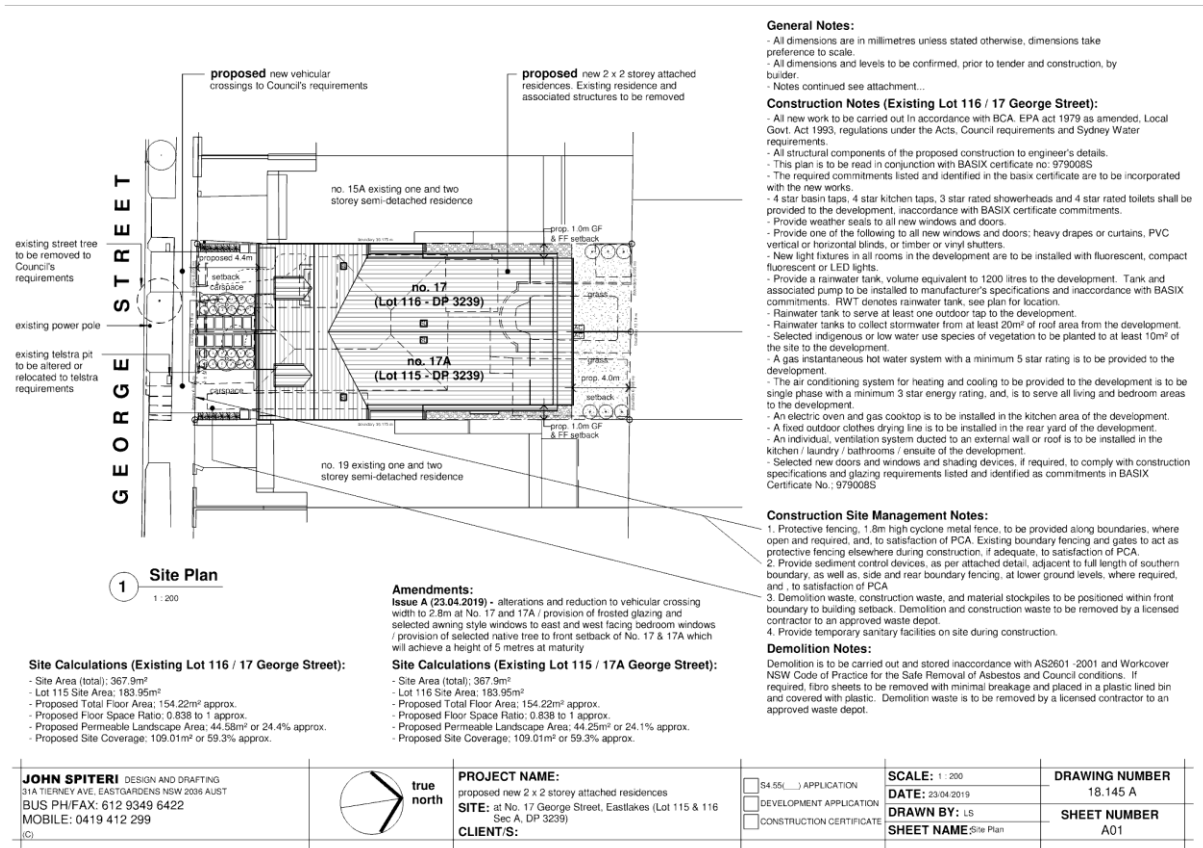 General Notes:
- All dimensions are in millimetres unless stated otherwise, dimensions take
preference to scale.
- All dimensions and levels to be confirmed, prior to tender and construction, by
builder.
- Notes continued see attachment...
Construction Notes (Existing Lot 116 / 17 George Street):
- All new work to be carried out In accordance with BCA. EPA act 1979 as amended, Local
Govt. Act 1993, regulations under the Acts, Council requirements and Sydney Water
requirements.
- All structural components of the proposed construction to engineer's details.
- This plan is to be read in conjunction with BASIX certificate no: 979008S
- The required commitments listed and identified in the basix certificate are to be incorporated
with the new works.
- 4 star basin taps, 4 star kitchen taps, 3 star rated showerheads and 4 star rated toilets shall be
provided to the development, inaccordance with BASIX certificate commitments.
- Provide weather seals to all new windows and doors.
- Provide one of the following to all new windows and doors; heavy drapes or curtains, PVC
vertical or horizontal blinds, or timber or vinyl shutters.
- New light fixtures in all rooms in the development are to be installed with fluorescent, compact
fluorescent or LED lights.
- Provide a rainwater tank, volume equivalent to 1200 litres to the development. Tank and
associated pump to be installed to manufacturer's specifications and inaccordance with BASIX
commitments. RWT denotes rainwater tank, see plan for location.
- Rainwater tank to serve at least one outdoor tap to the development.
- Rainwater tanks to collect stormwater from at least 20m² of roof area from the development.
- Selected indigenous or low water use species of vegetation to be planted to at least 10m² of
the site to the development.
- A gas instantaneous hot water system with a minimum 5 star rating is to be provided to the
development.
- The air conditioning system for heating and cooling to be provided to the development is to be
single phase with a minimum 3 star energy rating, and, is to serve all living and bedroom areas
to the development.
- An electric oven and gas cooktop is to be installed in the kitchen area of the development.
- A fixed outdoor clothes drying line is to be installed in the rear yard of the development.
- An individual, ventilation system ducted to an external wall or roof is to be installed in the
kitchen / laundry / bathrooms / ensuite of the development.
- Selected new doors and windows and shading devices, if required, to comply with construction
specifications and glazing requirements listed and identified as commitments in BASIX
Certificate No.; 979008S
Construction Site Management Notes:
1. Protective fencing, 1.8m high cyclone metal fence, to be provided along boundaries, where
open and required, and, to satisfaction of PCA. Existing boundary fencing and gates to act as
protective fencing elsewhere during construction, if adequate, to satisfaction of PCA.
2. Provide sediment control devices, as per attached detail, adjacent to full length of southern
boundary, as well as, side and rear boundary fencing, at lower ground levels, where required,
and , to satisfaction of PCA
3. Demolition waste, construction waste, and material stockpiles to be positioned within front
boundary to building setback. Demolition and construction waste to be removed by a licensed
contractor to an approved waste depot.
4. Provide temporary sanitary facilities on site during construction.
Demolition Notes:
Demolition is to be carried out and stored inaccordance with AS2601 -2001 and Workcover
NSW Code of Practice for the Safe Removal of Asbestos and Council conditions. If
required, fibro sheets to be removed with minimal breakage and placed in a plastic lined bin
and covered with plastic. Demolition waste is to be removed by a licensed contractor to an
approved waste depot.
proposed new vehicular
crossings to Council's requirements
proposed new 2 x 2 storey attached
residences. Existing residence and
associated structures to be removed
GEORGE STREET
no. 15A existing one and two
storey semi-detached residence
existing street tree
to be removed to
Council's
requirements
existing power pole
existing telstra pit
to be altered or
relocated to telstra
requirements
prop. 1.0m GF
& FF setback
proposed 4.4m
setback
carspace
no. 17
(Lot 116 - DP 3239)
grass
no. 17A
(Lot 115 - DP 3239)
grass
prop. 4.0m
setback
carspace
prop. 1.0m GF
& FF setback
no. 19 existing one and two
storey semi-detached residence
1
Site Plan
1 : 200
Amendments:
Issue A (23.04.2019) - alterations and reduction to vehicular crossing
width to 2.8m at No. 17 and 17A / provision of frosted glazing and
selected awning style windows to east and west facing bedroom windows
/ provision of selected native tree to front setback of No. 17 & 17A which
will achieve a height of 5 metres at maturity
Site Calculations (Existing Lot 116 / 17 George Street):
- Site Area (total); 367.9m²
- Lot 115 Site Area; 183.95m²
- Proposed Total Floor Area; 154.22m² approx.
- Proposed Floor Space Ratio; 0.838 to 1 approx.
- Proposed Permeable Landscape Area; 44.58m² or 24.4% approx.
- Proposed Site Coverage; 109.01m² or 59.3% approx.
Site Calculations (Existing Lot 115 / 17A George Street):
- Site Area (total); 367.9m²
- Lot 116 Site Area; 183.95m²
- Proposed Total Floor Area; 154.22m² approx.
- Proposed Floor Space Ratio; 0.838 to 1 approx.
- Proposed Permeable Landscape Area; 44.25m² or 24.1% approx.
- Proposed Site Coverage; 109.01m² or 59.3% approx.
JOHN SPITERI DESIGN AND DRAFTING
31A TIERNEY AVE, EASTGARDENS NSW 2036 AUST
BUS PH/FAX: 612 9349 6422
MOBILE: 0419 412 299
(C)
true
north
PROJECT NAME:
proposed new 2 x 2 storey attached residences
SITE: at No. 17 George Street, Eastlakes (Lot 115 & 116
Sec A, DP 3239)
CLIENT/S:
S4.55(___) APPLICATION
DEVELOPMENT APPLICATION
CONSTRUCTION CERTIFICATE
SCALE: 1 : 200
DATE: 23/04/2019
DRAWN BY: LS
SHEET NAME: Site Plan
DRAWING NUMBER
18.145 A
SHEET NUMBER
A01